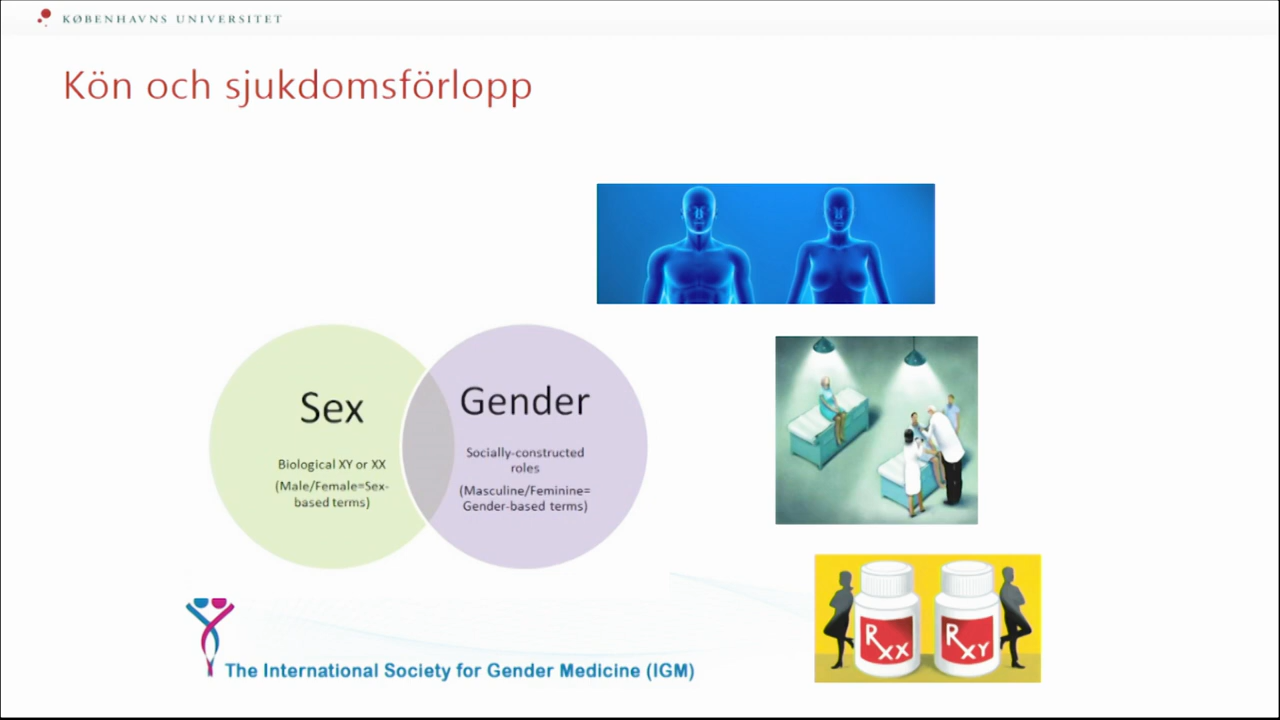 KØBENHAVNS UNIVERSITET
Kön och sjukdomsförlopp
Sex
Biological XY or XX
(Male/Female=Sex-
based terms)
Gender
Socially-constructed
roles
(Masculine/Feminine=
Gender-based terms)
RXX
RXY
The International Society for Gender Medicine (IGM)